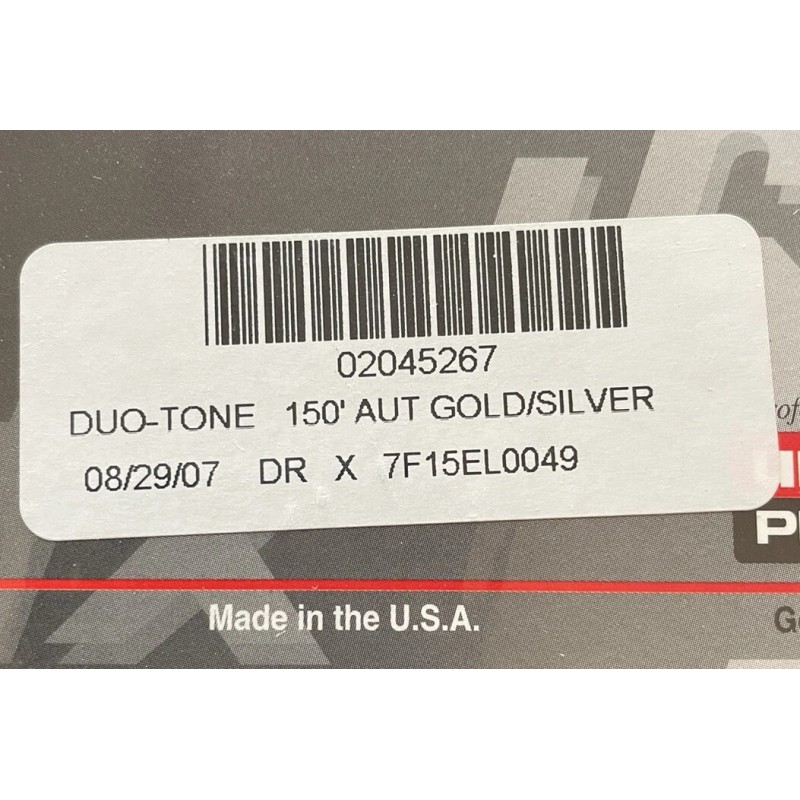 02045267
DUO-TONE 150' AUT GOLD/SILVER
08/29/07 DR X 7F15EL0049
Made in the U.S.A.